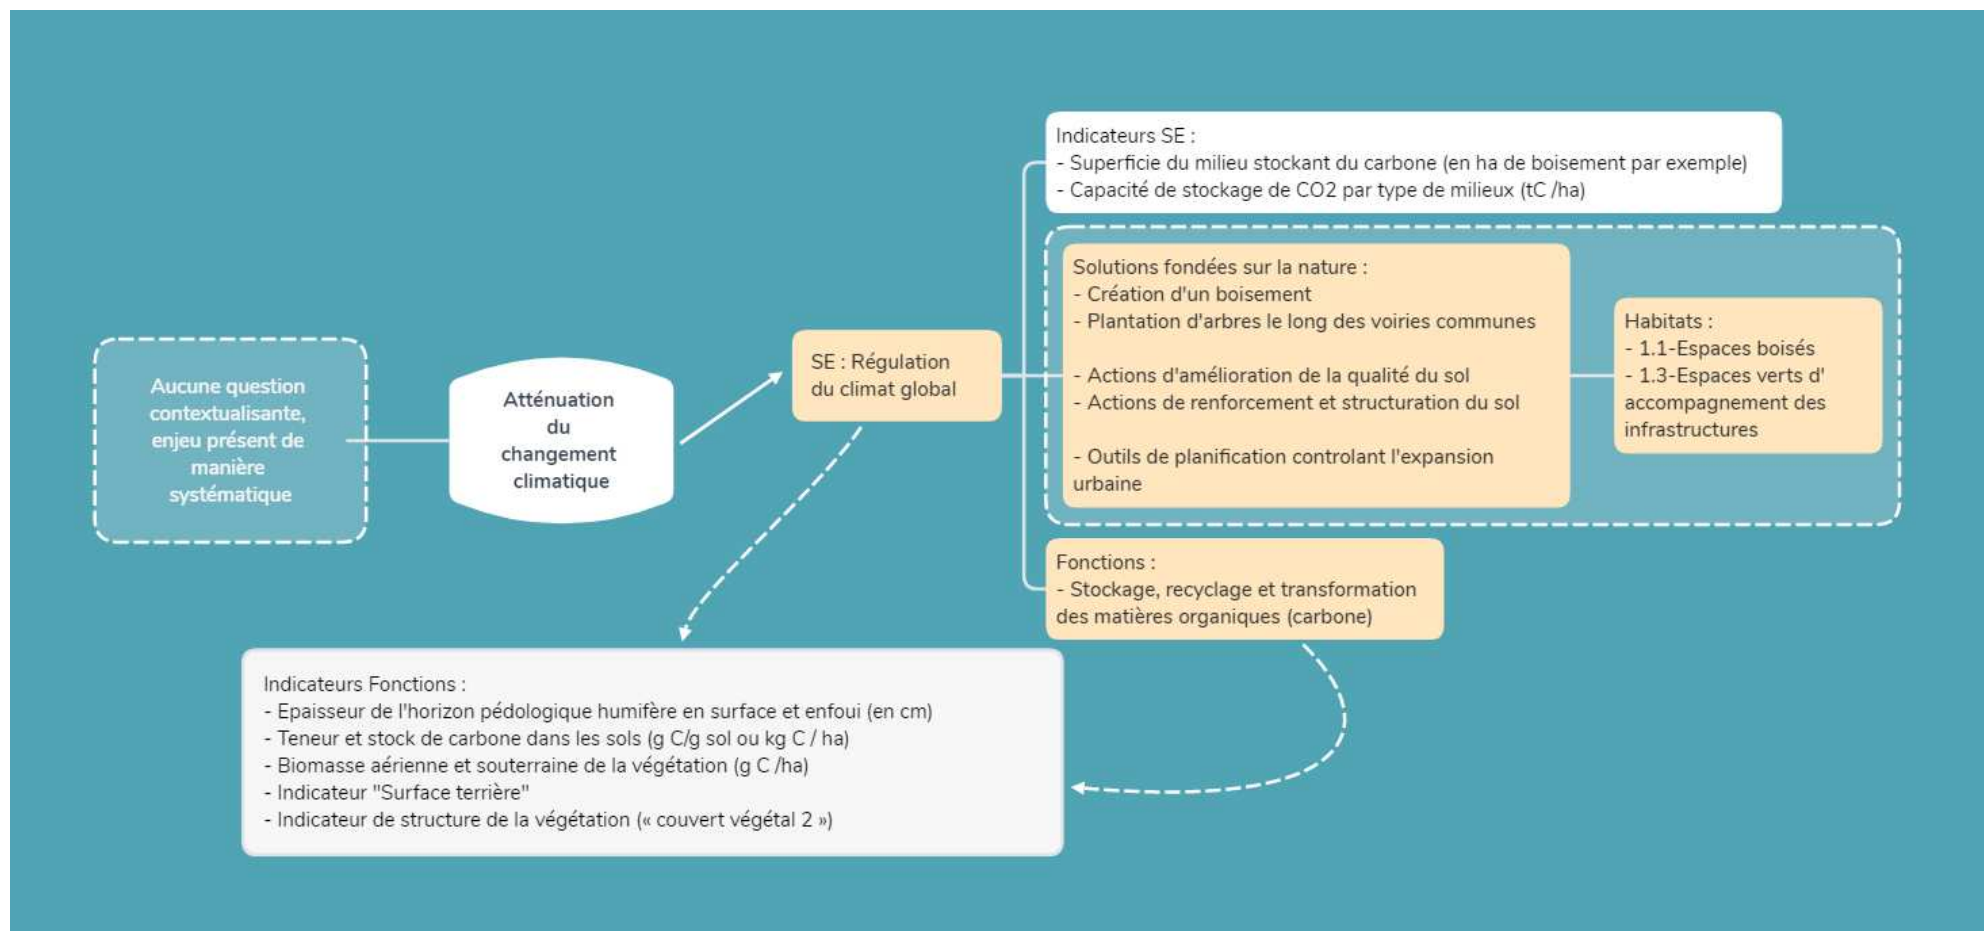 Aucune question
contextualisante,
enjeu présent de
manière
systématique
Atténuation
du
changement
climatique
SE : Régulation
du climat global
Indicateurs SE :
- Superficie du milieu stockant du carbone (en ha de boisement par exemple)
- Capacité de stockage de CO2 par type de milieux (tC /ha)
Solutions fondées sur la nature :
- Création d'un boisement
- Plantation d'arbres le long des voiries communes
- Actions d'amélioration de la qualité du sol
- Actions de renforcement et structuration du sol
- Outils de planification controlant l'expansion
urbaine
Habitats :
- 1.1-Espaces boisés
- 1.3-Espaces verts d'
accompagnement des
infrastructures
Fonctions :
- Stockage, recyclage et transformation
des matières organiques (carbone)
Indicateurs Fonctions :
- Epaisseur de l'horizon pédologique humifère en surface et enfoui (en cm)
- Teneur et stock de carbone dans les sols (g C/g sol ou kg C / ha)
- Biomasse aérienne et souterraine de la végétation (g C /ha)
- Indicateur "Surface terrière"
- Indicateur de structure de la végétation (« couvert végétal 2 »)